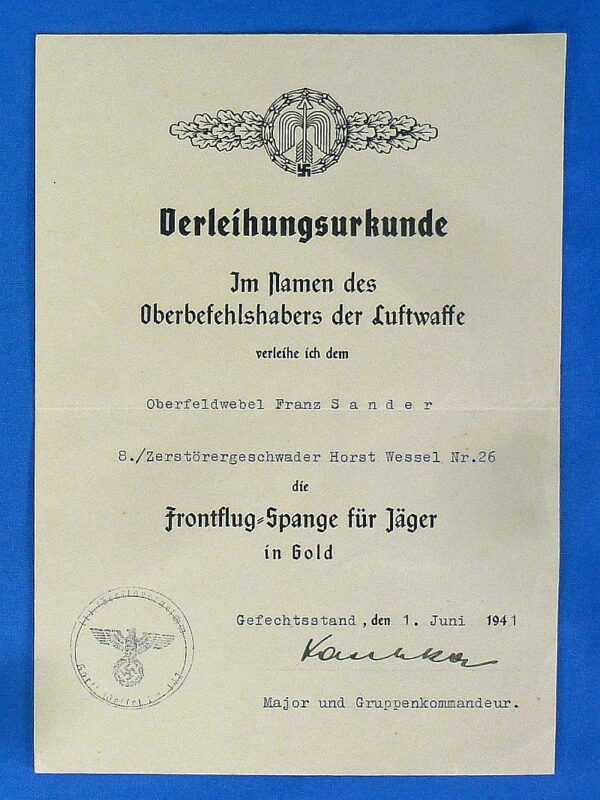 Verleihungsurkunde
Im Namen des
Oberbefehlshabers der Luftwaffe
verleihe ich dem
Oberfeldwebel Franz S a n d e r
8./Zerstörergeschwader Horst Wessel Nr.26
die
Frontflug-Spange für Jäger
in Gold
Gefechtsstand, den 1. Juni 1941
Major und Gruppenkommandeur.